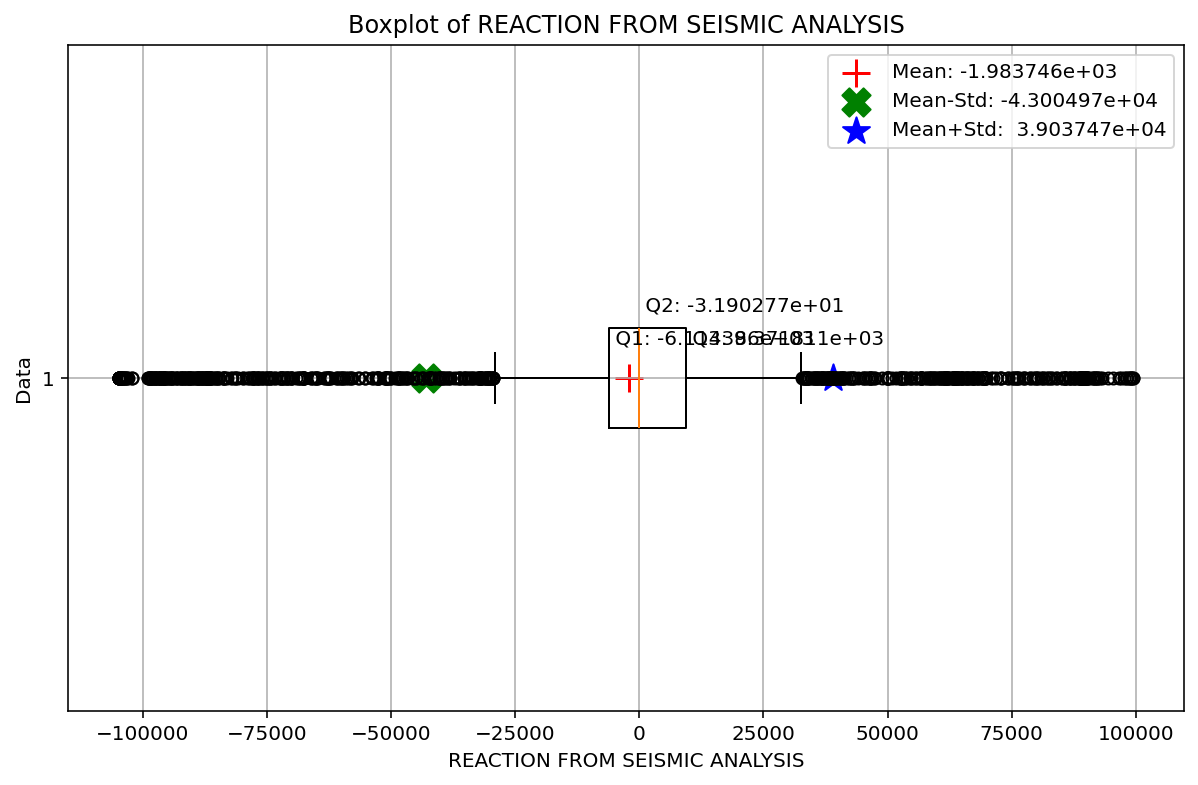 Boxplot of REACTION FROM SEISMIC ANALYSIS
Mean: -1.983746e+03
Mean-Std: -4.300497e+04
Mean+Std:  3.903747e+04
Q2: -3.190277e+01
Q1:
Data
1
−100000 −75000 −50000 −25000 0 25000 50000 75000 100000
REACTION FROM SEISMIC ANALYSIS